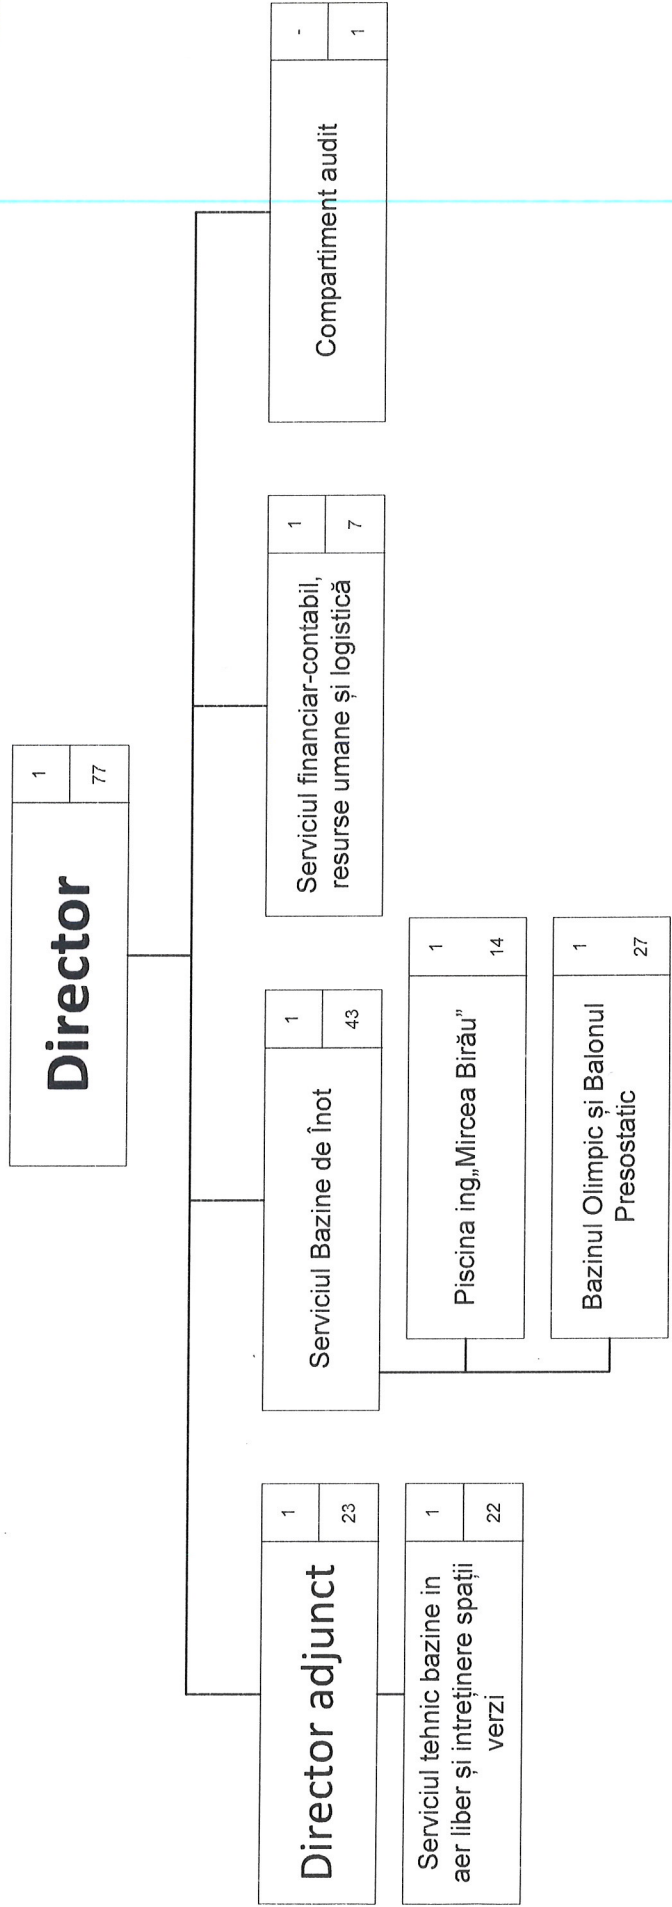 Director
1
77
Director adjunct
1
23
Serviciul tehnic bazine in
aer liber și intreținere spații
verzi
1
22
Serviciul Bazine de Înot
1
43
Piscina ing„Mircea Birău”
1
14
Bazinul Olimpic și Balonul
Presostatic
1
27
Serviciul financiar-contabil,
resurse umane și logistică
1
7
Compartiment audit
-
1